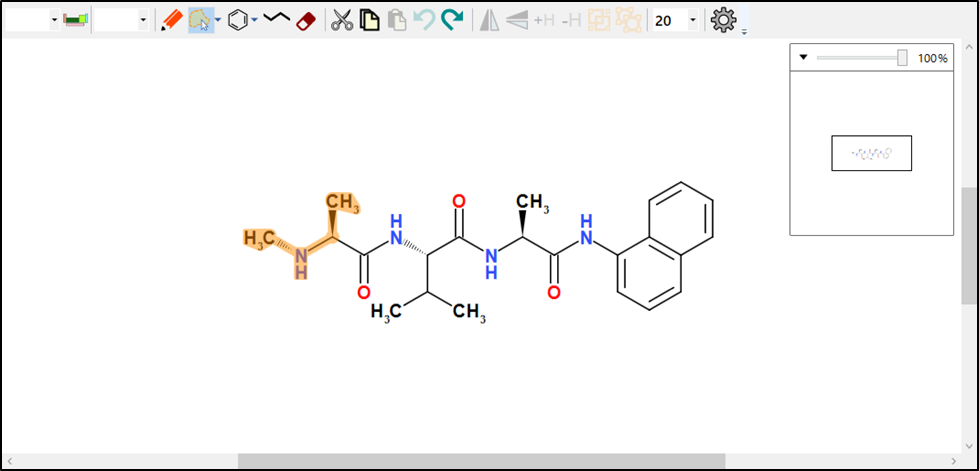 +H -H 20
100%
CH3 O CH3
H H
H3C N N
N N
H H
O O
H3C CH3